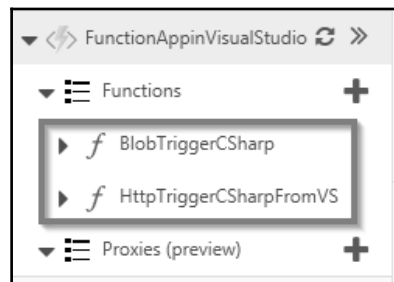 FunctionAppinVisualStudio
Functions
f BlobTriggerCSharp
f HttpTriggerCSharpFromVS
Proxies (preview)